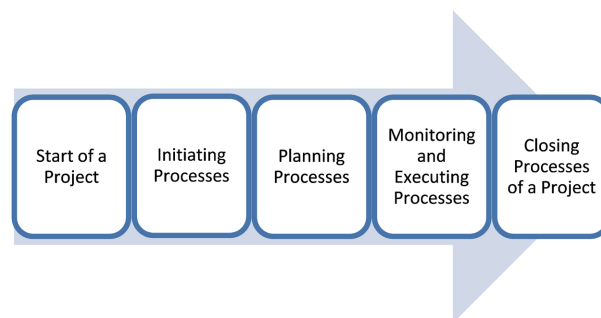 Start of a
Project
Initiating
Processes
Planning
Processes
Monitoring
and
Executing
Processes
Closing
Processes
of a Project